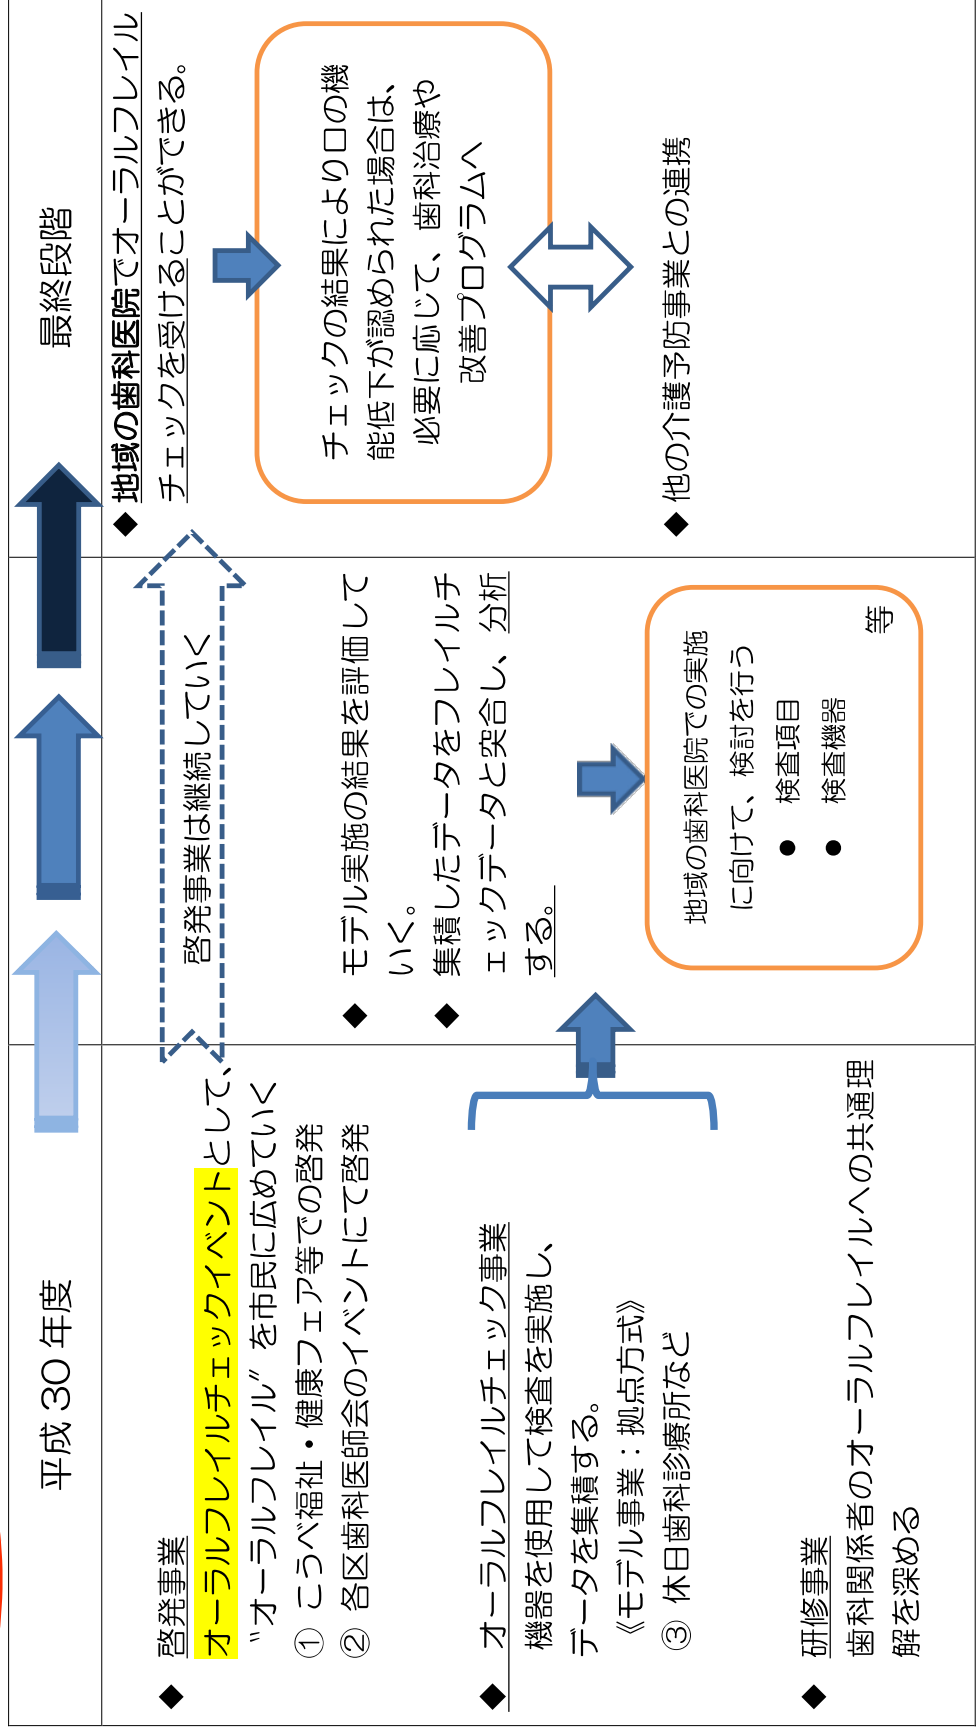 平成 30 年度
最終段階
◆ 啓発事業
オーラルフレイルチェックイベントとして、
“オーラルフレイル”を市民に広めていく
① こうべ福祉・健康フェア等での啓発
② 各区歯科医師会のイベントにて啓発
◆ オーラルフレイルチェック事業
機器を使用して検査を実施し、
データを集積する。
《モデル事業：拠点方式》
③ 休日歯科診療所など
◆ 研修事業
歯科関係者のオーラルフレイルへの共通理
解を深める
啓発事業は継続していく
◆ モデル実施の結果を評価して
いく。
◆ 集積したデータをフレイルチ
ェックデータと突合し、分析
する。
地域の歯科医院での実施
に向けて、検討を行う
● 検査項目
● 検査機器
等
◆ 地域の歯科医院でオーラルフレイル
チェックを受けることができる。
チェックの結果により口の機
能低下が認められた場合は、
必要に応じて、歯科治療や
改善プログラムへ
◆ 他の介護予防事業との連携